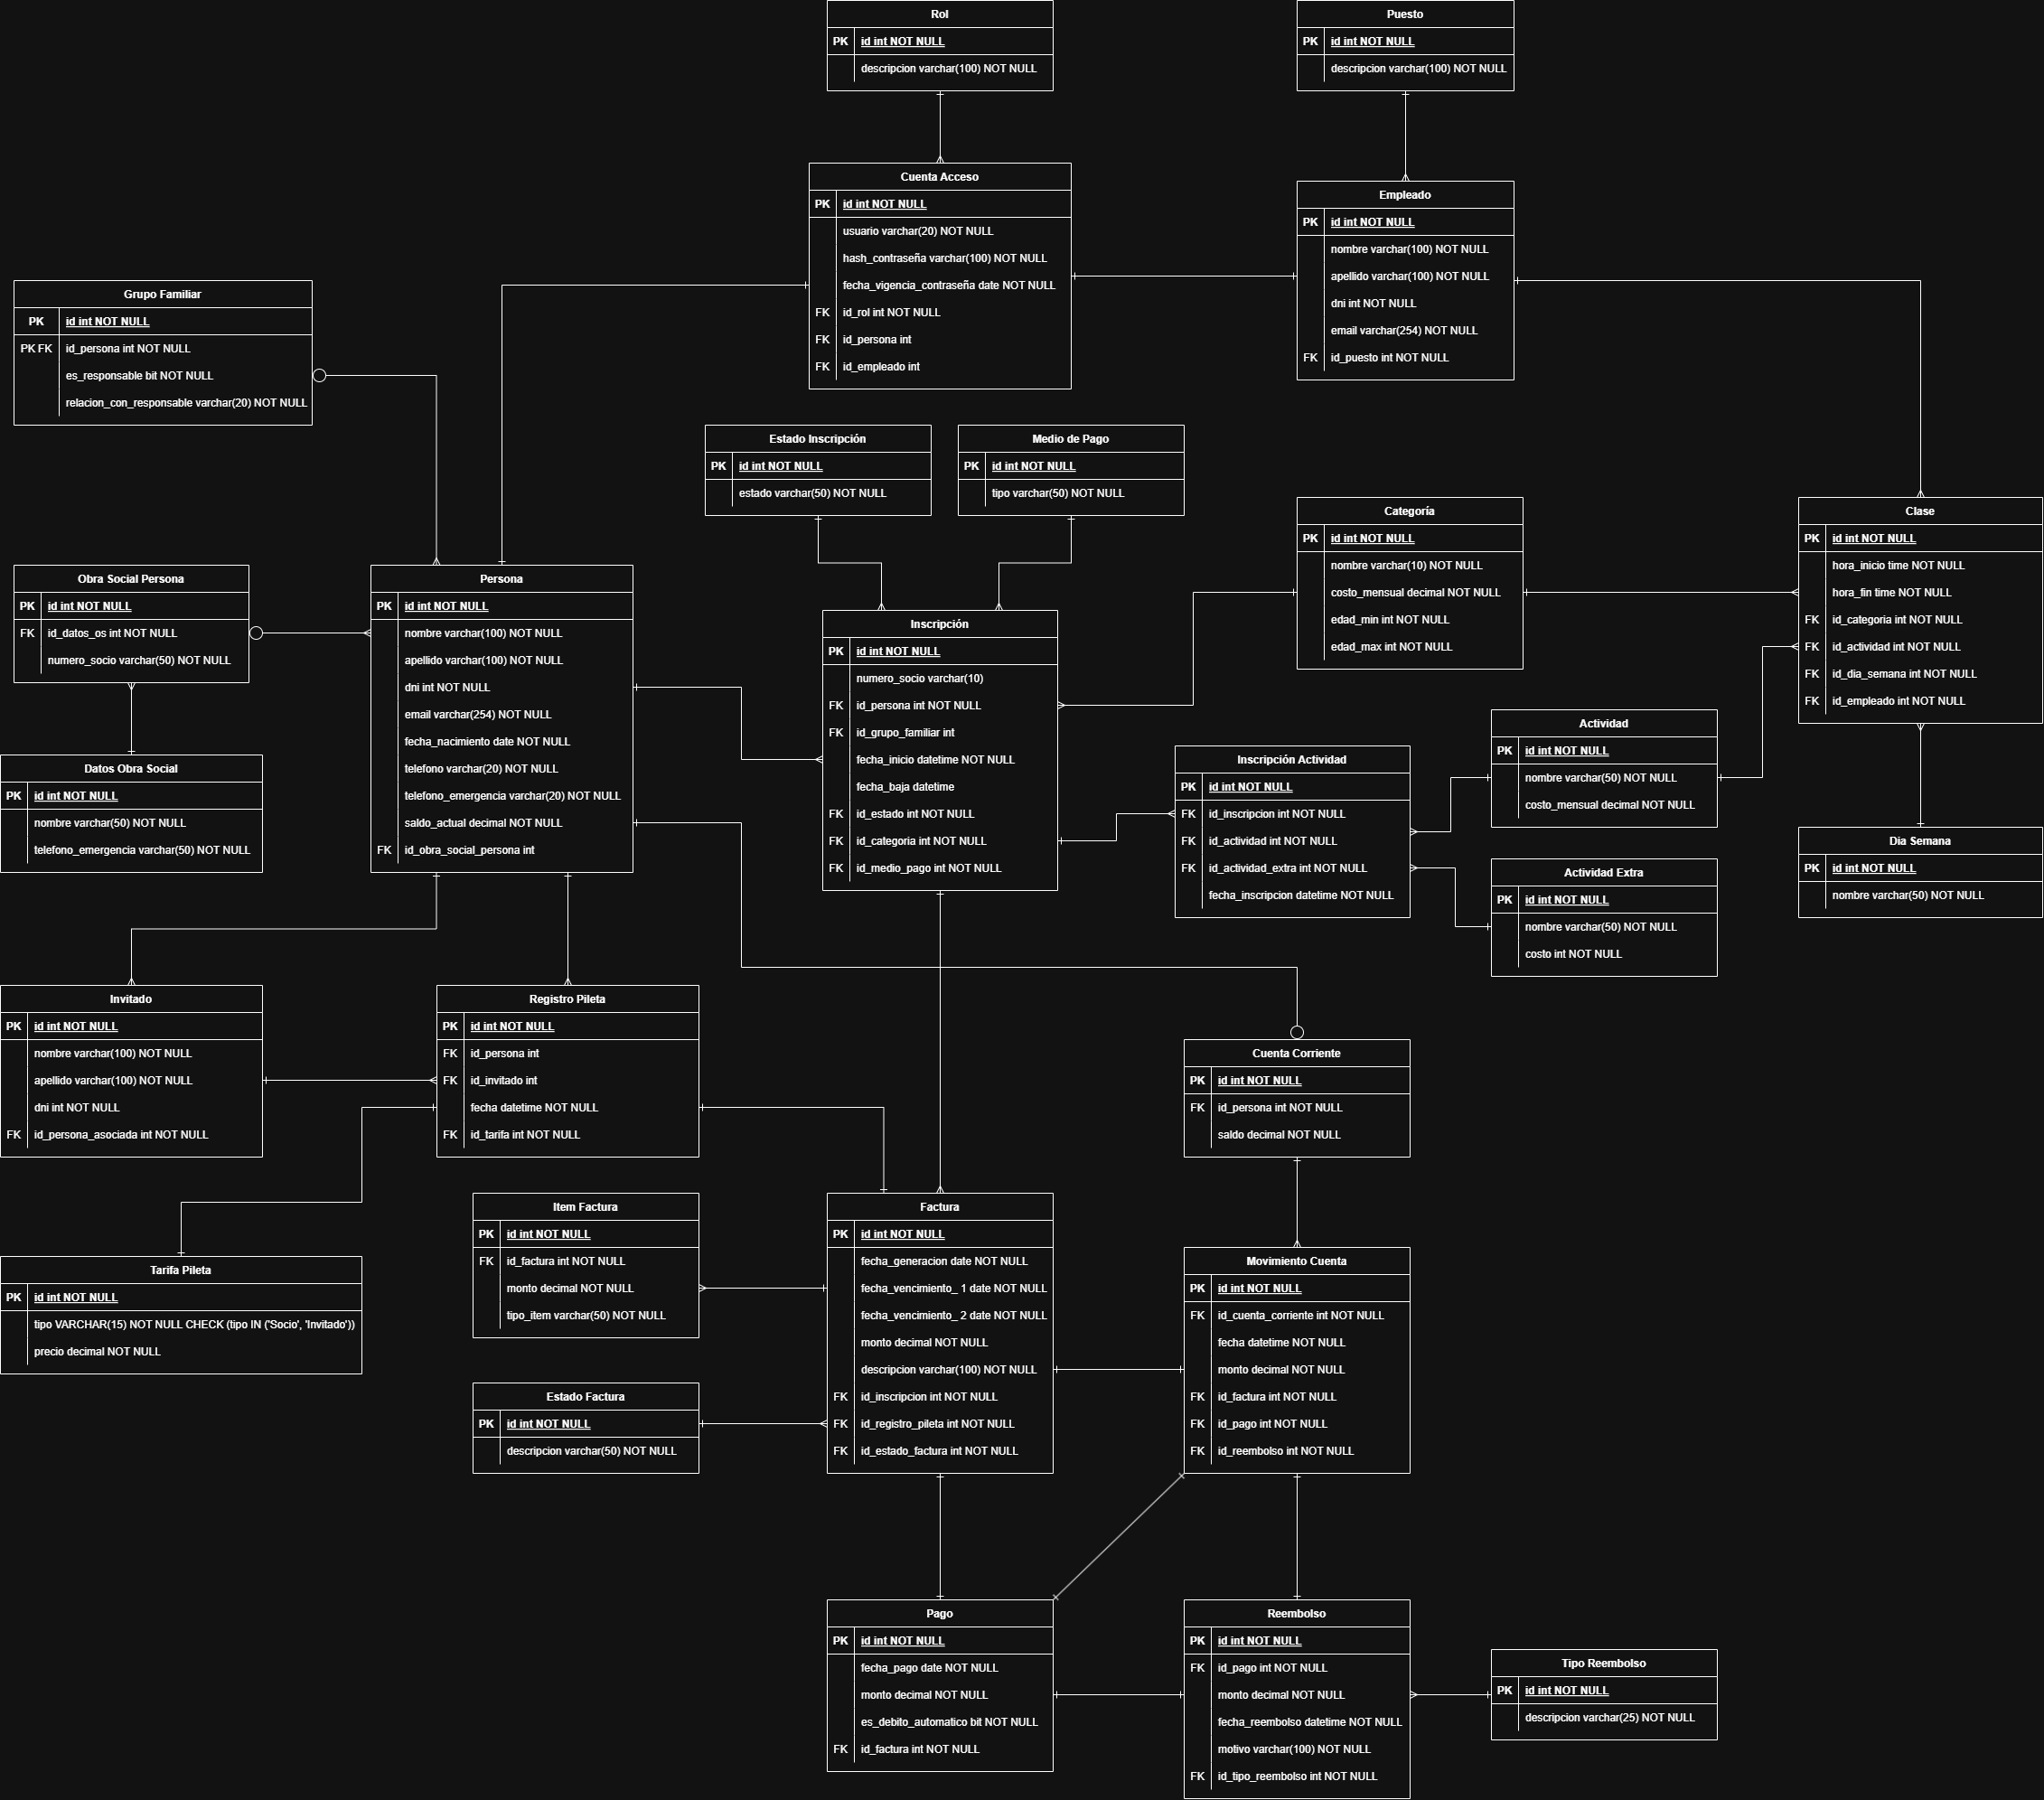 Rol
PK id int NOT NULL
descripcion varchar(100) NOT NULL
Puesto
PK id int NOT NULL
descripcion varchar(100) NOT NULL
Cuenta Acceso
PK id int NOT NULL
usuario varchar(20) NOT NULL
hash_contraseña varchar(100) NOT NULL
fecha_vigencia_contraseña date NOT NULL
FK id_rol int NOT NULL
FK id_persona int
FK id_empleado int
Empleado
PK id int NOT NULL
nombre varchar(100) NOT NULL
apellido varchar(100) NOT NULL
dni int NOT NULL
email varchar(254) NOT NULL
FK id_puesto int NOT NULL
Grupo Familiar
PK id int NOT NULL
PK FK id_persona int NOT NULL
es_responsable bit NOT NULL
relacion_con_responsable varchar(20) NOT NULL
Estado Inscripción
PK id int NOT NULL
estado varchar(50) NOT NULL
Medio de Pago
PK id int NOT NULL
tipo varchar(50) NOT NULL
Categoría
PK id int NOT NULL
nombre varchar(10) NOT NULL
costo_mensual decimal NOT NULL
edad_min int NOT NULL
edad_max int NOT NULL
Clase
PK id int NOT NULL
hora_inicio time NOT NULL
hora_fin time NOT NULL
FK id_categoria int NOT NULL
FK id_actividad int NOT NULL
FK id_dia_semana int NOT NULL
FK id_empleado int NOT NULL
Obra Social Persona
PK id int NOT NULL
FK id_datos_os int NOT NULL
numero_socio varchar(50) NOT NULL
Persona
PK id int NOT NULL
nombre varchar(100) NOT NULL
apellido varchar(100) NOT NULL
dni int NOT NULL
email varchar(254) NOT NULL
fecha_nacimiento date NOT NULL
telefono varchar(20) NOT NULL
telefono_emergencia varchar(20) NOT NULL
saldo_actual decimal NOT NULL
FK id_obra_social_persona int
Inscripción
PK id int NOT NULL
numero_socio varchar(10)
FK id_persona int NOT NULL
FK id_grupo_familiar int
fecha_inicio datetime NOT NULL
fecha_baja datetime
FK id_estado int NOT NULL
FK id_categoria int NOT NULL
FK id_medio_pago int NOT NULL
Datos Obra Social
PK id int NOT NULL
nombre varchar(50) NOT NULL
telefono_emergencia varchar(50) NOT NULL
Inscripción Actividad
PK id int NOT NULL
FK id_inscripcion int NOT NULL
FK id_actividad int NOT NULL
FK id_actividad_extra int NOT NULL
fecha_inscripcion datetime NOT NULL
Actividad
PK id int NOT NULL
nombre varchar(50) NOT NULL
costo_mensual decimal NOT NULL
Dia Semana
PK id int NOT NULL
nombre varchar(50) NOT NULL
Actividad Extra
PK id int NOT NULL
nombre varchar(50) NOT NULL
costo int NOT NULL
Invitado
PK id int NOT NULL
nombre varchar(100) NOT NULL
apellido varchar(100) NOT NULL
dni int NOT NULL
FK id_persona_asociada int NOT NULL
Registro Pileta
PK id int NOT NULL
FK id_persona int
FK id_invitado int
fecha datetime NOT NULL
FK id_tarifa int NOT NULL
Cuenta Corriente
PK id int NOT NULL
FK id_persona int NOT NULL
saldo decimal NOT NULL
Item Factura
PK id int NOT NULL
FK id_factura int NOT NULL
monto decimal NOT NULL
tipo_item varchar(50) NOT NULL
Factura
PK id int NOT NULL
fecha_generacion date NOT NULL
fecha_vencimiento_ 1 date NOT NULL
fecha_vencimiento_ 2 date NOT NULL
monto decimal NOT NULL
descripcion varchar(100) NOT NULL
FK id_inscripcion int NOT NULL
FK id_registro_pileta int NOT NULL
FK id_estado_factura int NOT NULL
Movimiento Cuenta
PK id int NOT NULL
FK id_cuenta_corriente int NOT NULL
fecha datetime NOT NULL
monto decimal NOT NULL
FK id_factura int NOT NULL
FK id_pago int NOT NULL
FK id_reembolso int NOT NULL
Tarifa Pileta
PK id int NOT NULL
tipo VARCHAR(15) NOT NULL CHECK (tipo IN ('Socio', 'Invitado'))
precio decimal NOT NULL
Estado Factura
PK id int NOT NULL
descripcion varchar(50) NOT NULL
Pago
PK id int NOT NULL
fecha_pago date NOT NULL
monto decimal NOT NULL
es_debito_automatico bit NOT NULL
FK id_factura int NOT NULL
Reembolso
PK id int NOT NULL
FK id_pago int NOT NULL
monto decimal NOT NULL
fecha_reembolso datetime NOT NULL
motivo varchar(100) NOT NULL
FK id_tipo_reembolso int NOT NULL
Tipo Reembolso
PK id int NOT NULL
descripcion varchar(25) NOT NULL